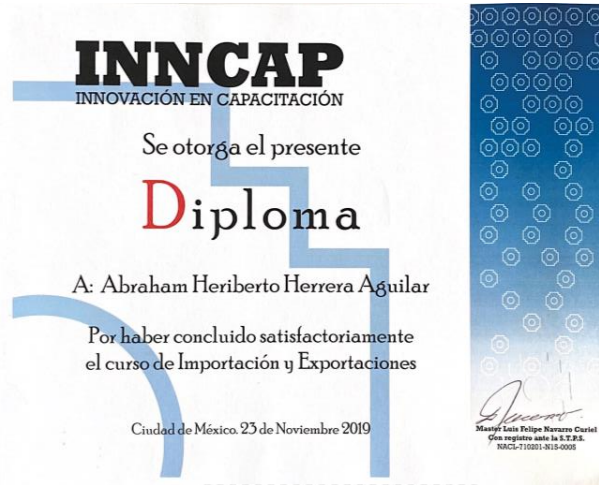 INNCAP
INNOVACIÓN EN CAPACITACIÓN
Se otorga el presente
Diploma
A: Abraham Heriberto Herrera Aguilar
Por haber concluido satisfactoriamente
el curso de Importación y Exportaciones
Ciudad de México. 23 de Noviembre 2019
Master Luis Felipe Navarro Curiel
Con registro ante la S.T.P.S.
NACL-710201-N15-0005